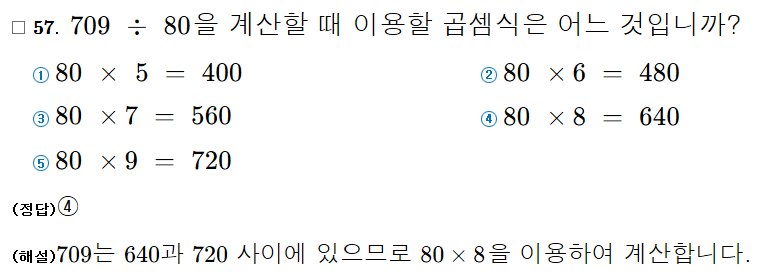 □ 57. 709 ÷ 80을 계산할 때 이용할 곱셈식은 어느 것입니까?
① 80 × 5 = 400 ② 80 × 6 = 480
③ 80 × 7 = 560 ④ 80 × 8 = 640
⑤ 80 × 9 = 720
(정답)④
(해설)709는 640과 720 사이에 있으므로 80 × 8을 이용하여 계산합니다.